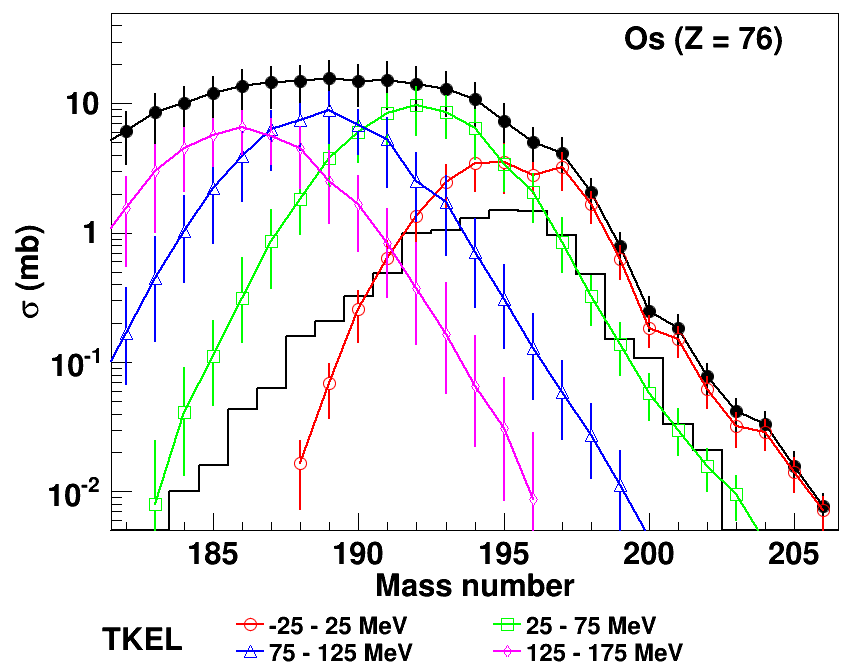 Os (Z = 76)
σ (mb)
10
1
10-1
10-2
185 190 195 200 205
Mass number
TKEL
-25 - 25 MeV
25 - 75 MeV
75 - 125 MeV
125 - 175 MeV